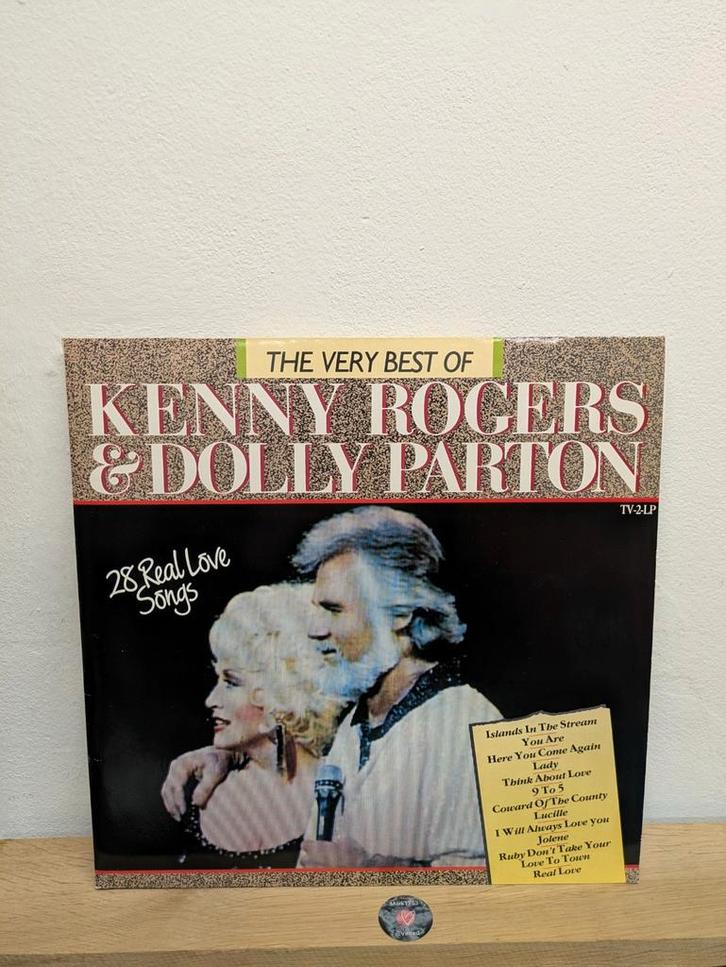 THE VERY BEST OF
KENNY ROGERS
& DOLLY PARTON
TV-2-LP
28 Real Love
Songs
Islands In The Stream
You Are
Here You Come Again
Lady
Think About Love
9 To 5
Coward Of The County
Lucille
I Will Always Love you
Jolene
Ruby Don't Take Your
Love To Town
Real Love